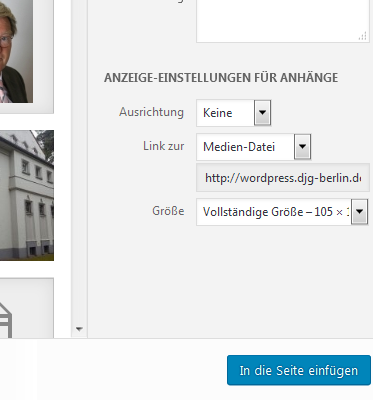 ANZEIGE-EINSTELLUNGEN FÜR ANHÄNGE
Ausrichtung Keine
Link zur Medien-Datei
http://wordpress.djg-berlin.de
Größe Vollständige Größe – 105 ×
In die Seite einfügen